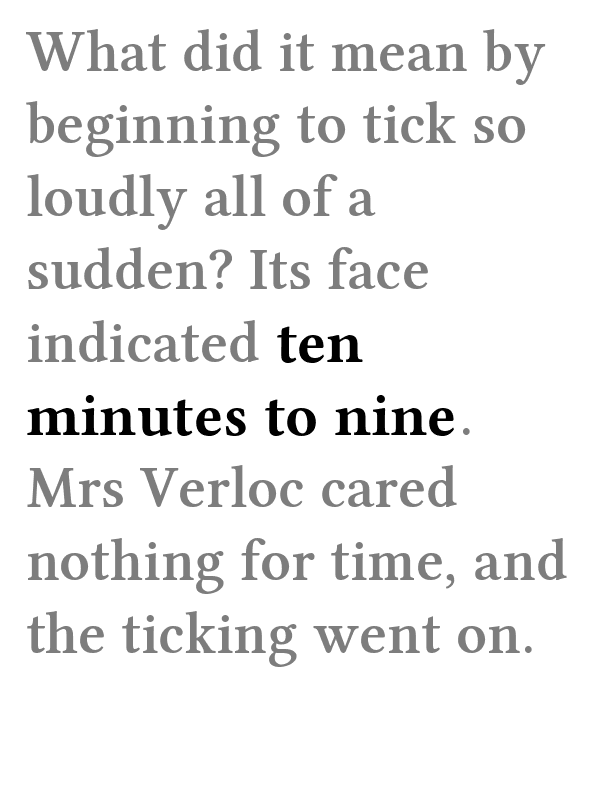 What did it mean by
beginning to tick so
loudly all of a
sudden? Its face
indicated ten
minutes to nine.
Mrs Verloc cared
nothing for time, and
the ticking went on.